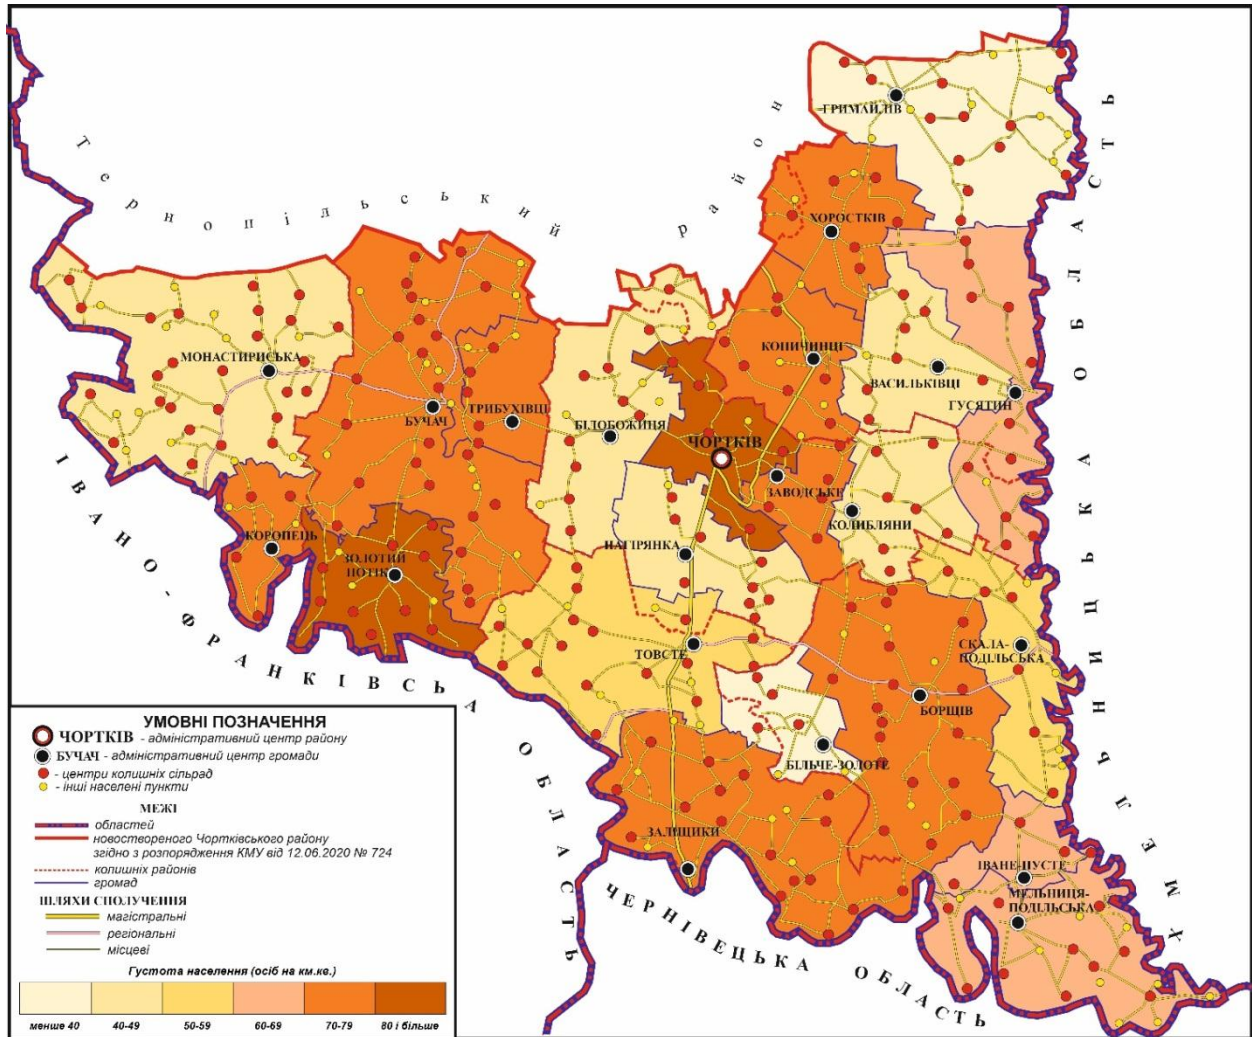 Тернопільський район
ГРИМАЙЛІВ
ХОРОСТКІВ
МОНАСТИРИСЬКА
КОПИЧИНЦІ
ВАСИЛЬКІВЦІ
ГУСЯТИН
БУЧАЧ
ТРИБУХІВЦІ
БІЛОБОЖНИЦЯ
ЧОРТКІВ
ЗАВОДСЬКЕ
КОЛИНДЯНИ
КОРОПЕЦЬ
ЗОЛОТИЙ
ПОТІК
НАГІРЯНКА
ТОВСТЕ
СКАЛА-
ПОДІЛЬСЬКА
БОРЩІВ
БІЛЬЧЕ-ЗОЛОТЕ
ЗАЛІЩИКИ
ІВАНЕ-ПУСТЕ
МЕЛЬНИЦЯ-
ПОДІЛЬСЬКА
ІВАНО-ФРАНКІВСЬКА ОБЛАСТЬ
ЧЕРНІВЕЦЬКА ОБЛАСТЬ
ХМЕЛЬНИЦЬКА ОБЛАСТЬ
УМОВНІ ПОЗНАЧЕННЯ
ЧОРТКІВ - адміністративний центр району
БУЧАЧ - адміністративний центр громади
- центри колишніх сільрад
- інші населені пункти
МЕЖІ
областей
новоствореного Чортківського району
згідно з розпорядження КМУ від 12.06.2020 № 724
колишніх районів
громад
ШЛЯХИ СПОЛУЧЕННЯ
магістральні
регіональні
місцеві
Густота населення (осіб на км.кв.)
менше 40 40-49 50-59 60-69 70-79 80 і більше